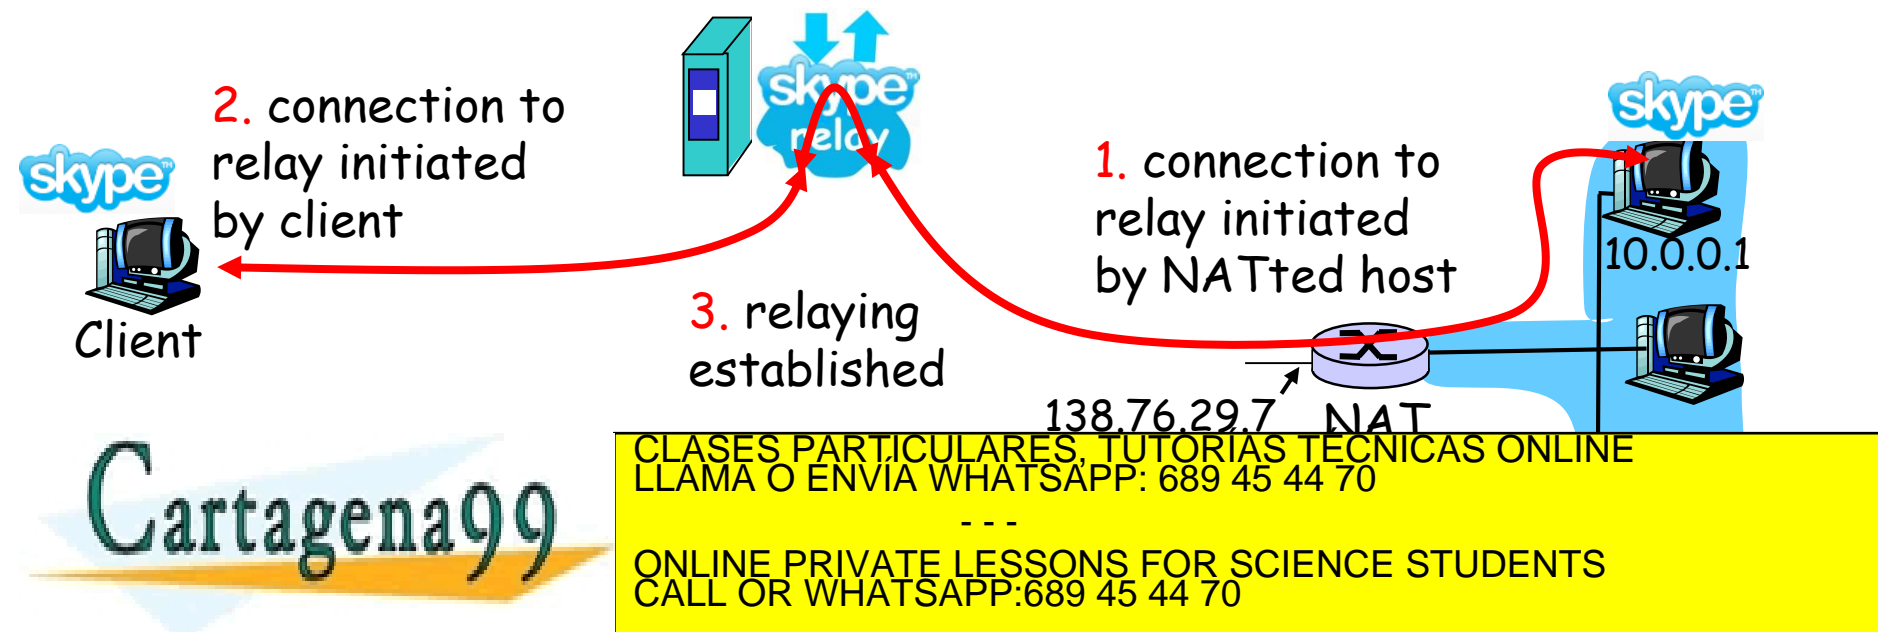 skype
relay
2. connection to
relay initiated
by client
skype
TM
Client
1. connection to
relay initiated
by NATted host
skype
TM
10.0.0.1
3. relaying
established
138.76.29.7
NAT
Cartagena99
CLASES PARTICULARES, TUTORÍAS TÉCNICAS ONLINE
LLAMA O ENVÍA WHATSAPP: 689 45 44 70
- - -
ONLINE PRIVATE LESSONS FOR SCIENCE STUDENTS
CALL OR WHATSAPP:689 45 44 70